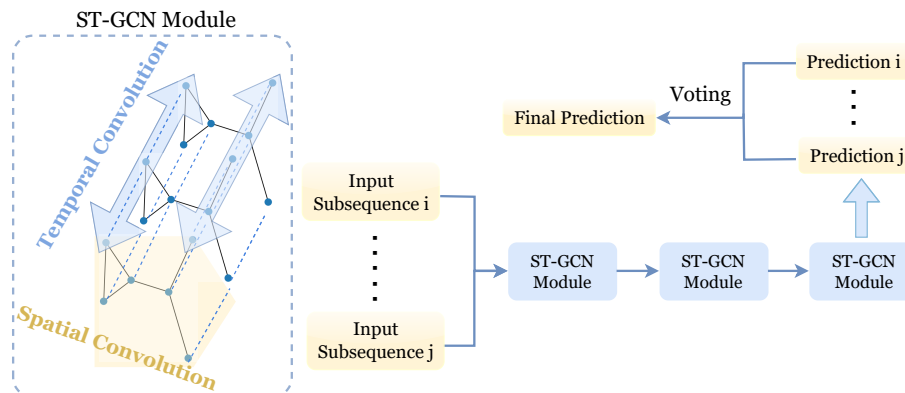 ST-GCN Module
Temporal Convolution
Spatial Convolution
Input
Subsequence i
Input
Subsequence j
ST-GCN
Module
ST-GCN
Module
ST-GCN
Module
Prediction i
Prediction j
Voting
Final Prediction